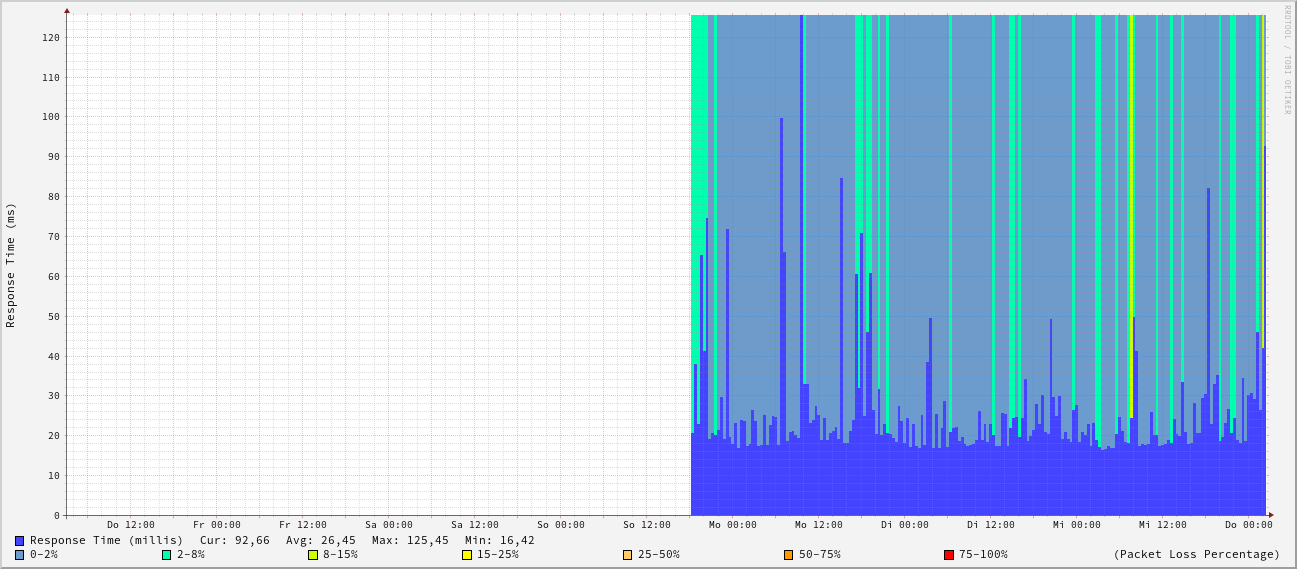 RRDTOOL / TOBI OETIKER
Response Time (ms)
120
110
100
90
80
70
60
50
40
30
20
10
0
Do 12:00 Fr 00:00 Fr 12:00 Sa 00:00 Sa 12:00 So 00:00 So 12:00 Mo 00:00 Mo 12:00 Di 00:00 Di 12:00 Mi 00:00 Mi 12:00 Do 00:00
Response Time (millis) Cur: 92,66 Avg: 26,45 Max: 125,45 Min: 16,42
0-2% 2-8% 8-15% 15-25% 25-50% 50-75% 75-100% (Packet Loss Percentage)